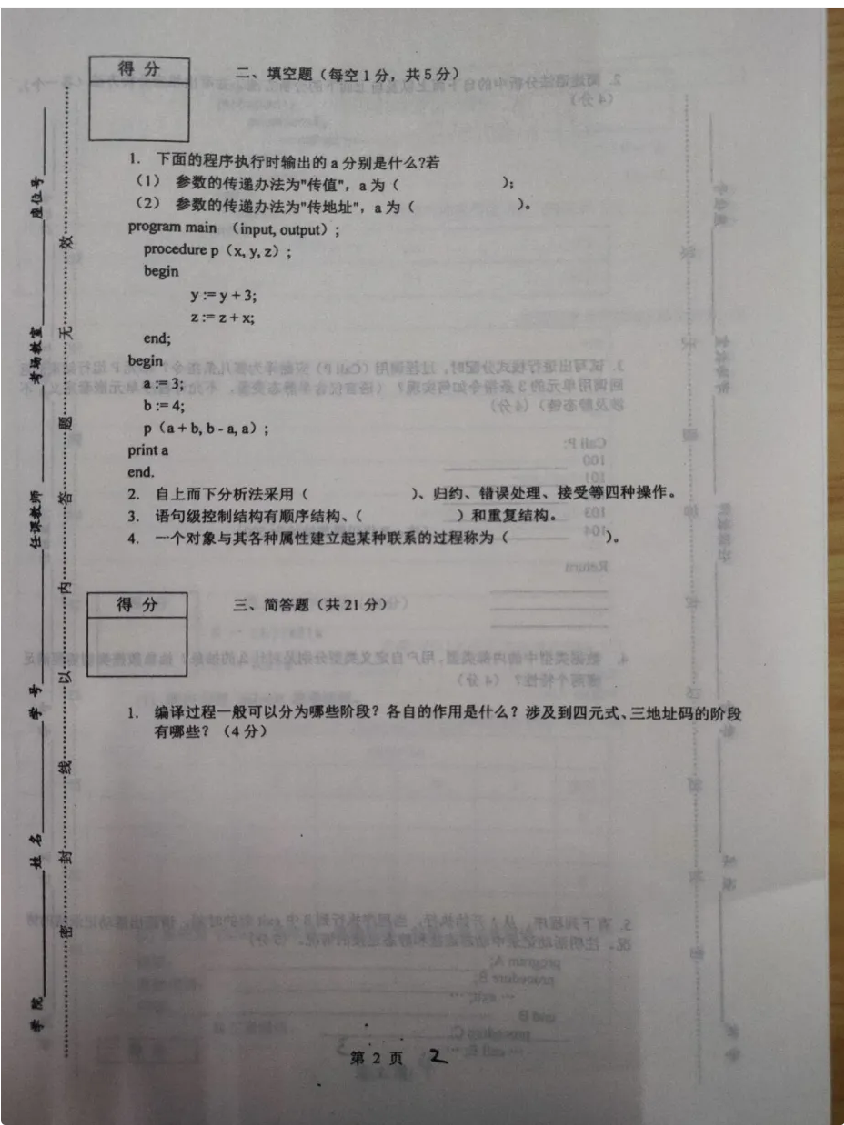 得 分
二、填空题（每空1分，共5分）
1. 下面的程序执行时输出的a分别是什么?若
（1） 参数的传递办法为"传值"，a为（ ）；
（2） 参数的传递办法为"传地址"，a为（ ）。
program main （input, output）;
procedure p（x, y, z）;
begin
y := y + 3;
z := z + x;
end;
begin
a := 3;
b := 4;
p（a + b, b - a, a）;
print a
end.
2. 自上而下分析法采用（ ）、归约、错误处理、接受等四种操作。
3. 语句级控制结构有顺序结构、（ ）和重复结构。
4. 一个对象与其各种属性建立起某种联系的过程称为（ ）。
得 分
三、简答题（共21分）
1. 编译过程一般可以分为哪些阶段？各自的作用是什么？涉及到四元式、三地址码的阶段
有哪些？（4分）
第 2 页 2
学 院 姓 名 学 号 任课教师 考场教室 座位号
密 封 线 以 内 答 题 无 效